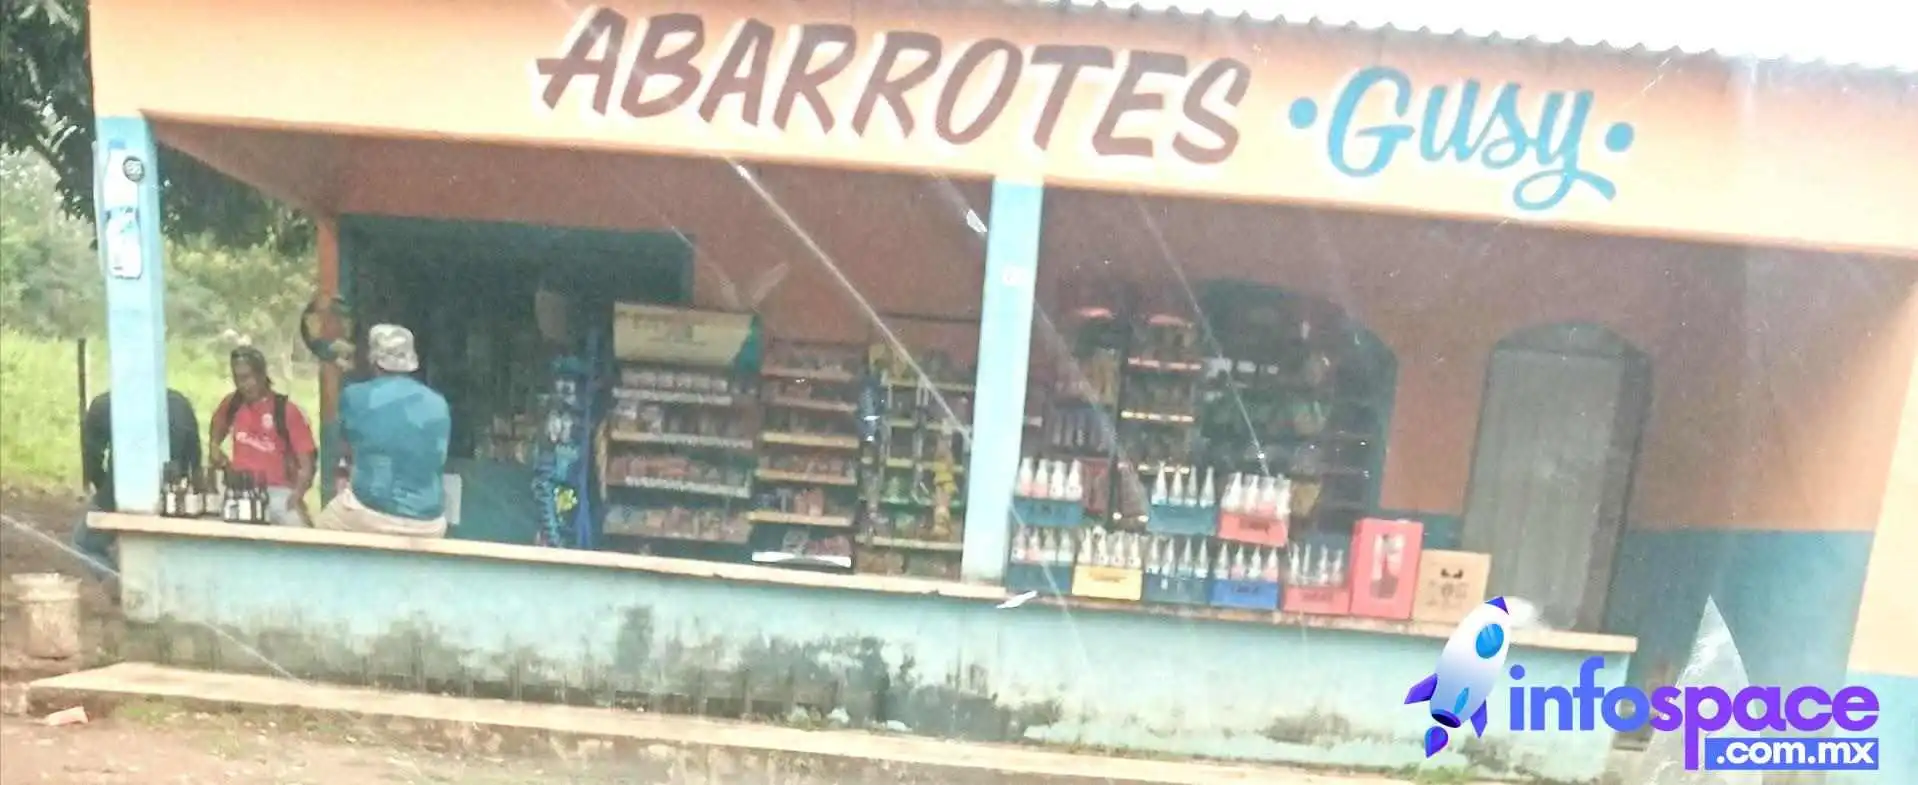 ABARROTES • Gusy •
infospace
.com.mx